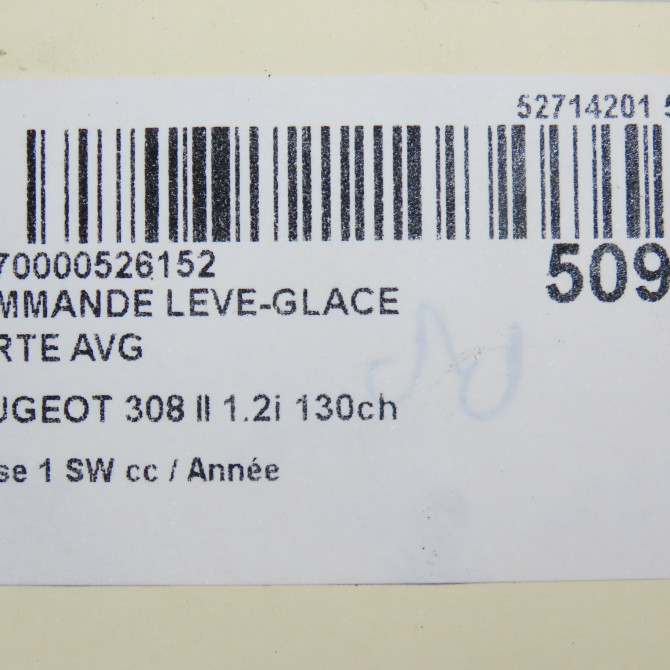 52714201 5
70000526152
509
MMANDE LEVE-GLACE
RTE AVG
UGEOT 308 II 1.2i 130ch
se 1 SW cc / Année